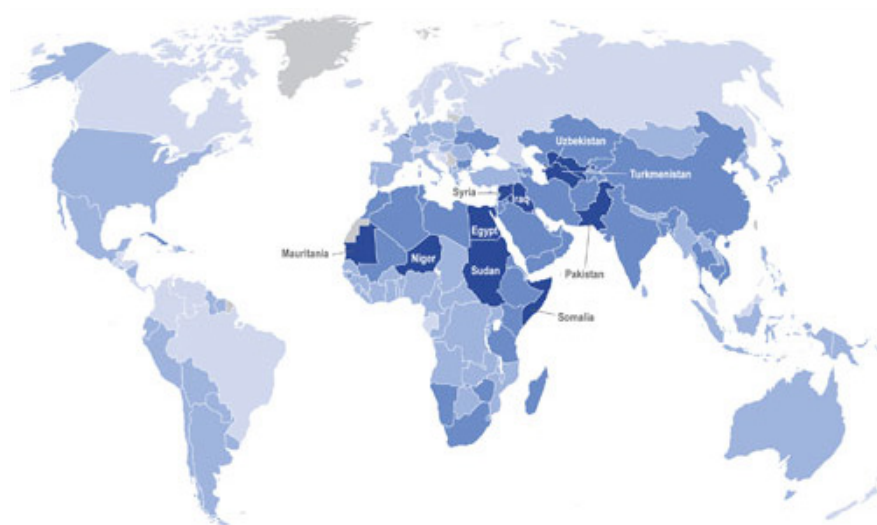 Uzbekistan
Turkmenistan
Syria
Iraq
Egypt
Mauritania
Niger
Sudan
Pakistan
Somalia